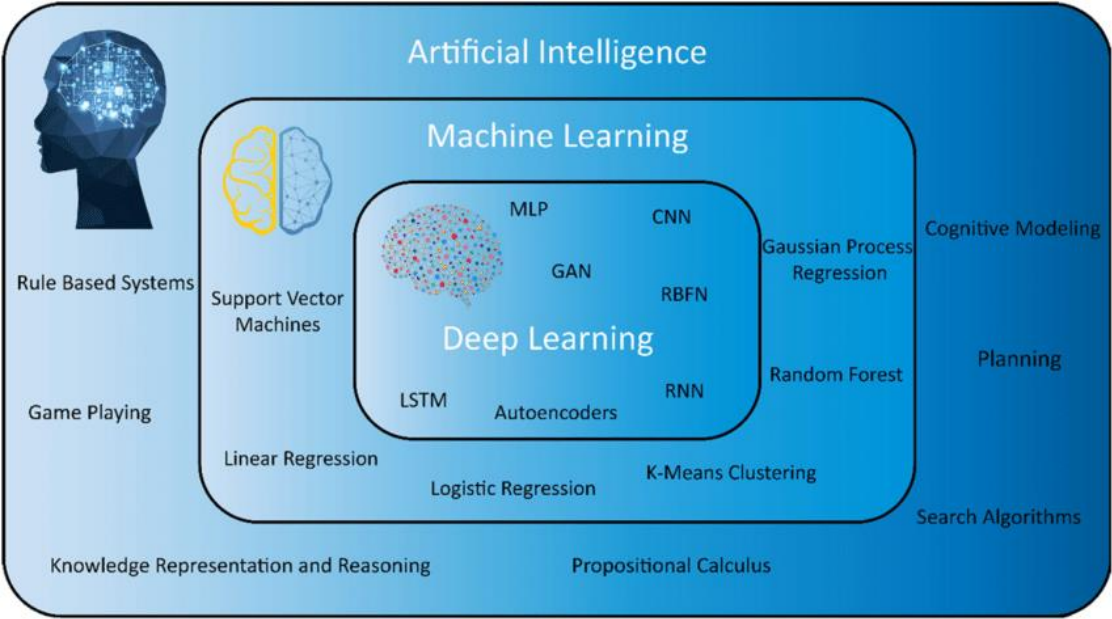 Artificial Intelligence
Machine Learning
MLP
CNN
Cognitive Modeling
Gaussian Process
Regression
GAN
Rule Based Systems
RBFN
Support Vector
Machines
Deep Learning
Planning
Random Forest
RNN
LSTM
Autoencoders
Game Playing
Linear Regression
K-Means Clustering
Logistic Regression
Search Algorithms
Knowledge Representation and Reasoning
Propositional Calculus